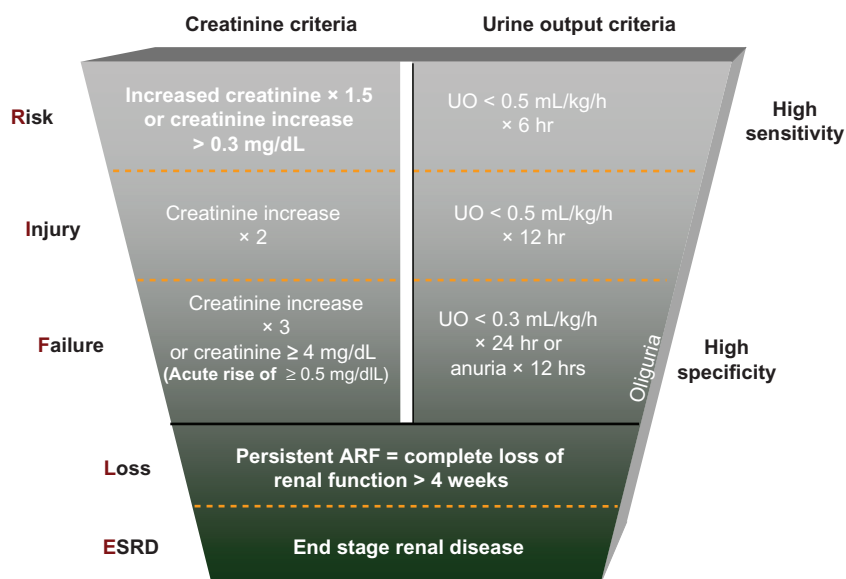 Creatinine criteria
Urine output criteria
Risk
Increased creatinine × 1.5
or creatinine increase
> 0.3 mg/dL
UO < 0.5 mL/kg/h
× 6 hr
High
sensitivity
Injury
Creatinine increase
× 2
UO < 0.5 mL/kg/h
× 12 hr
Failure
Creatinine increase
× 3
or creatinine ≥ 4 mg/dL
(Acute rise of ≥ 0.5 mg/dlL)
UO < 0.3 mL/kg/h
× 24 hr or
anuria × 12 hrs
Oliguria
High
specificity
Loss
Persistent ARF = complete loss of
renal function > 4 weeks
ESRD
End stage renal disease